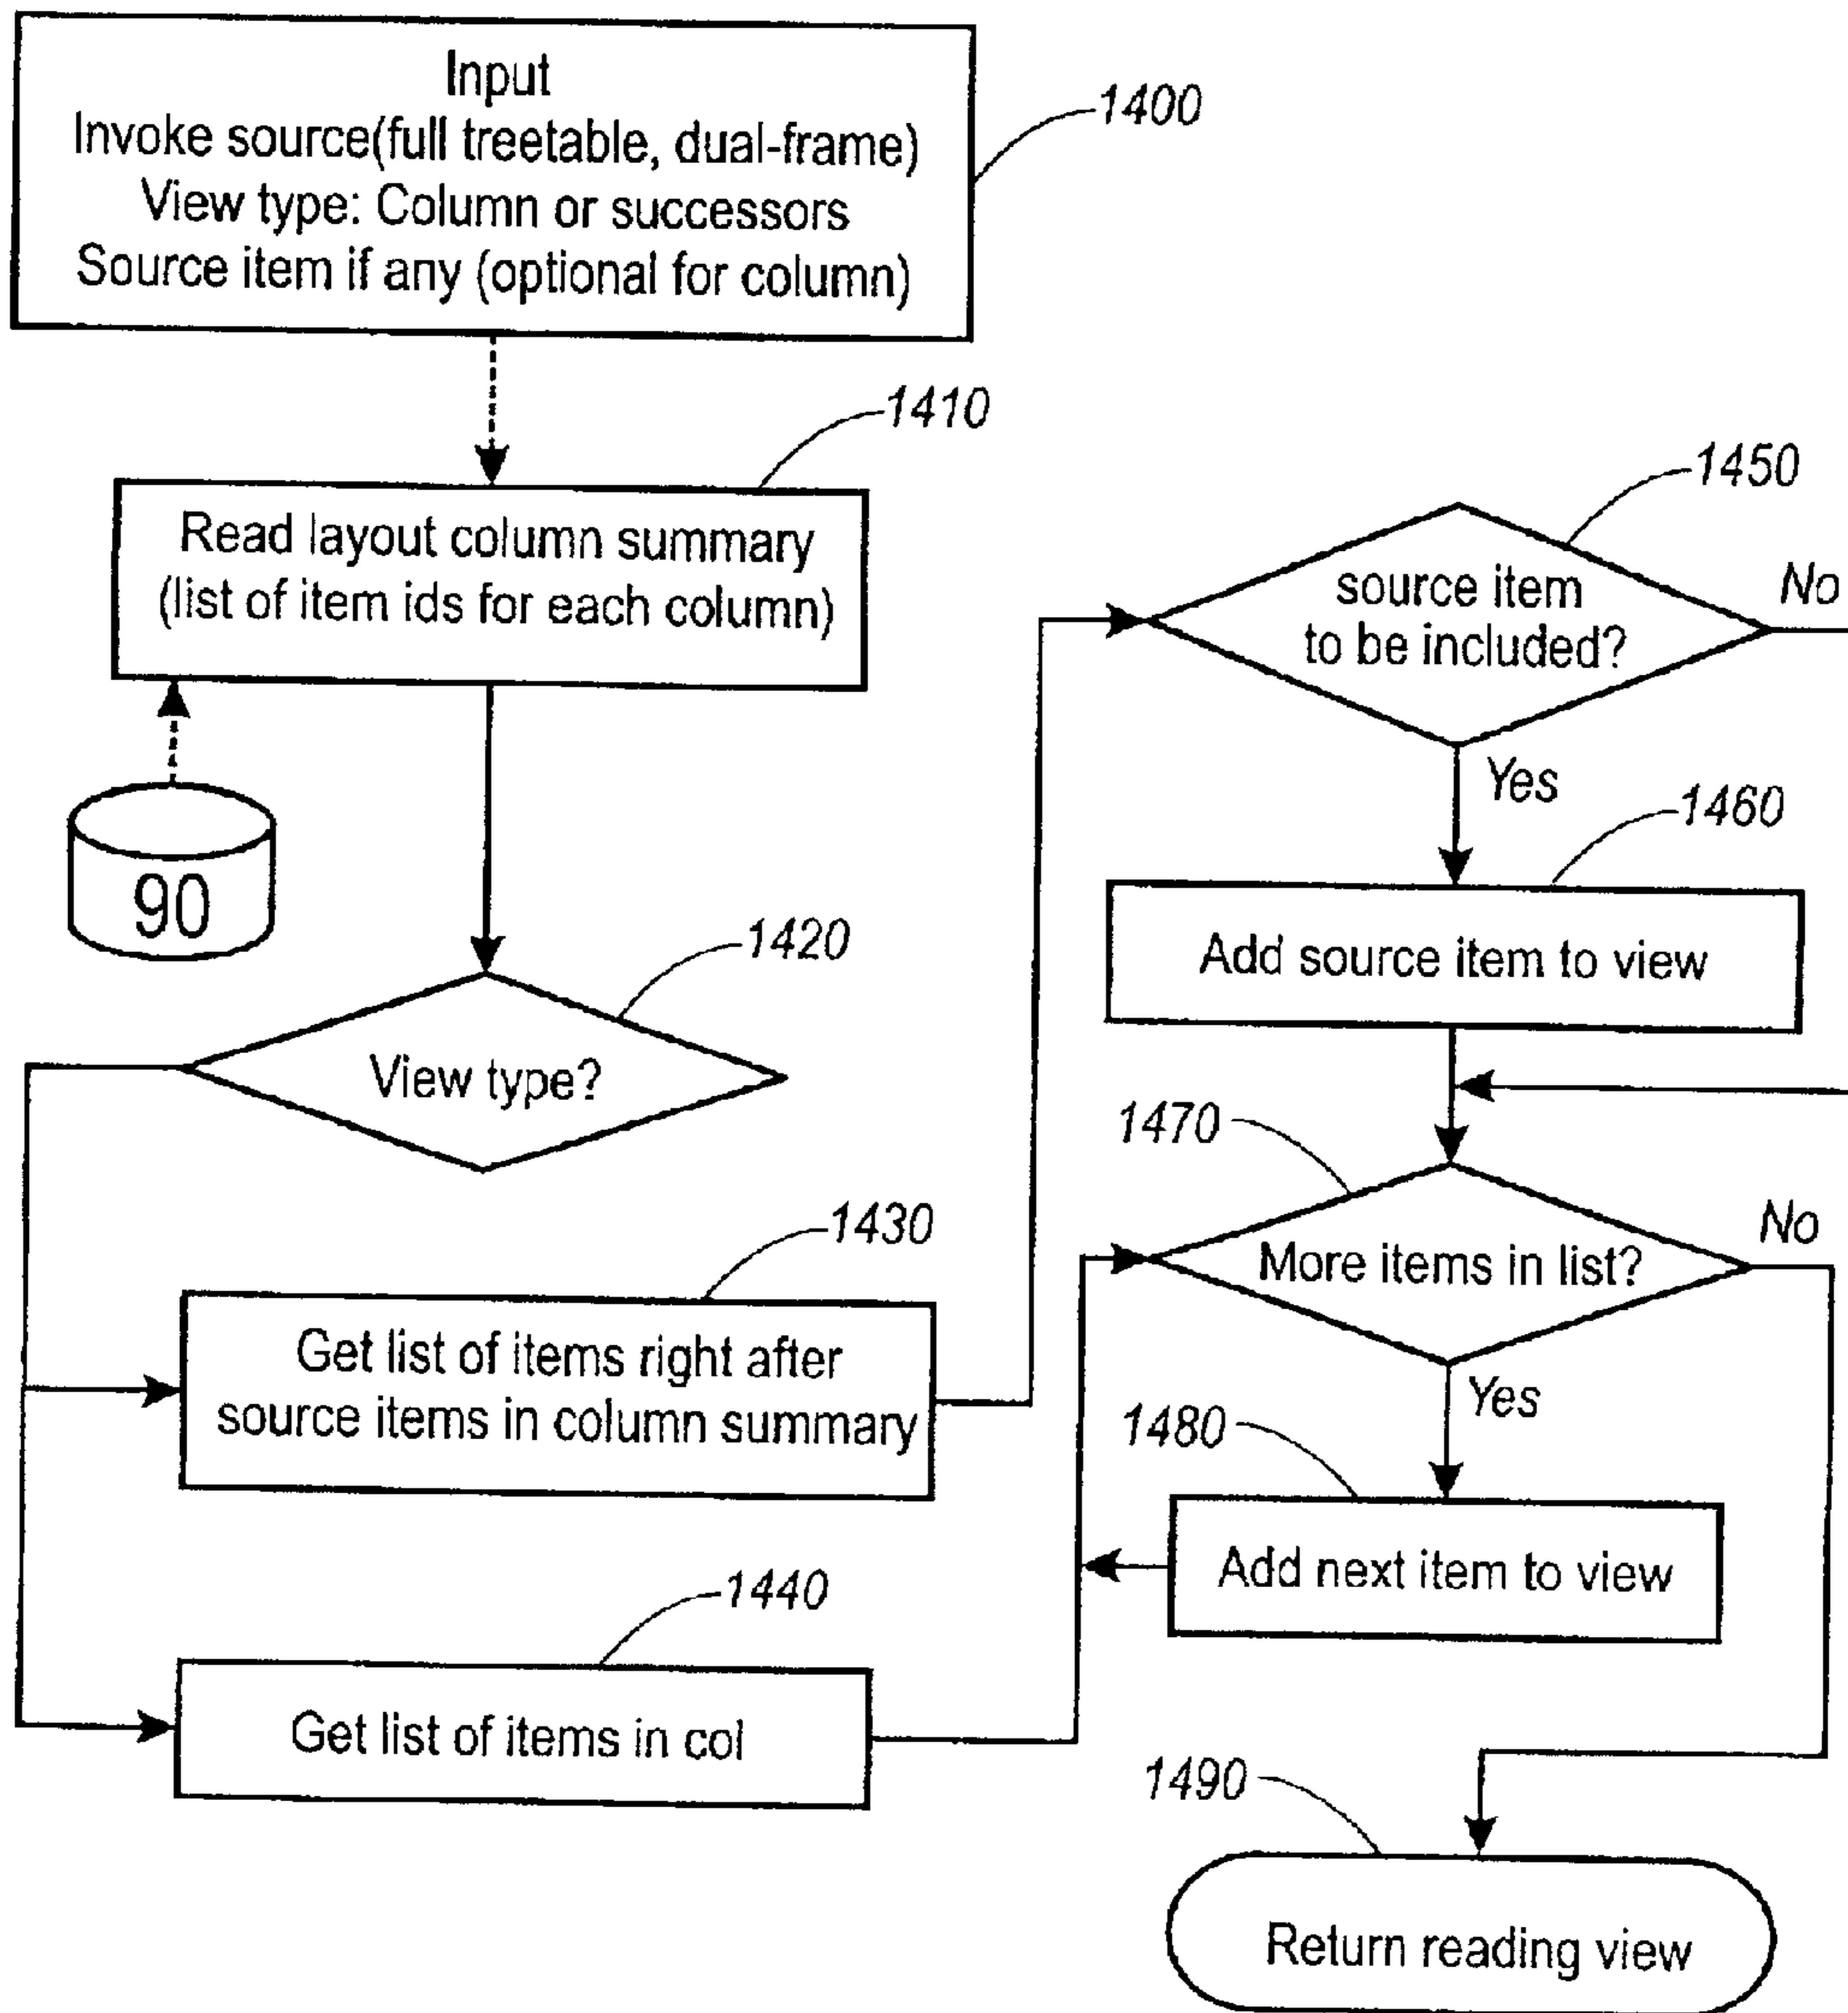 Input
Invoke source(full treetable, dual-frame)
View type: Column or successors
Source item if any (optional for column)
1400
1410
Read layout column summary
(list of item ids for each column)
90
1420
View type?
1430
Get list of items right after
source items in column summary
1440
Get list of items in col
1450
source item
to be included?
No
Yes
1460
Add source item to view
1470
More items in list?
No
Yes
1480
Add next item to view
1490
Return reading view